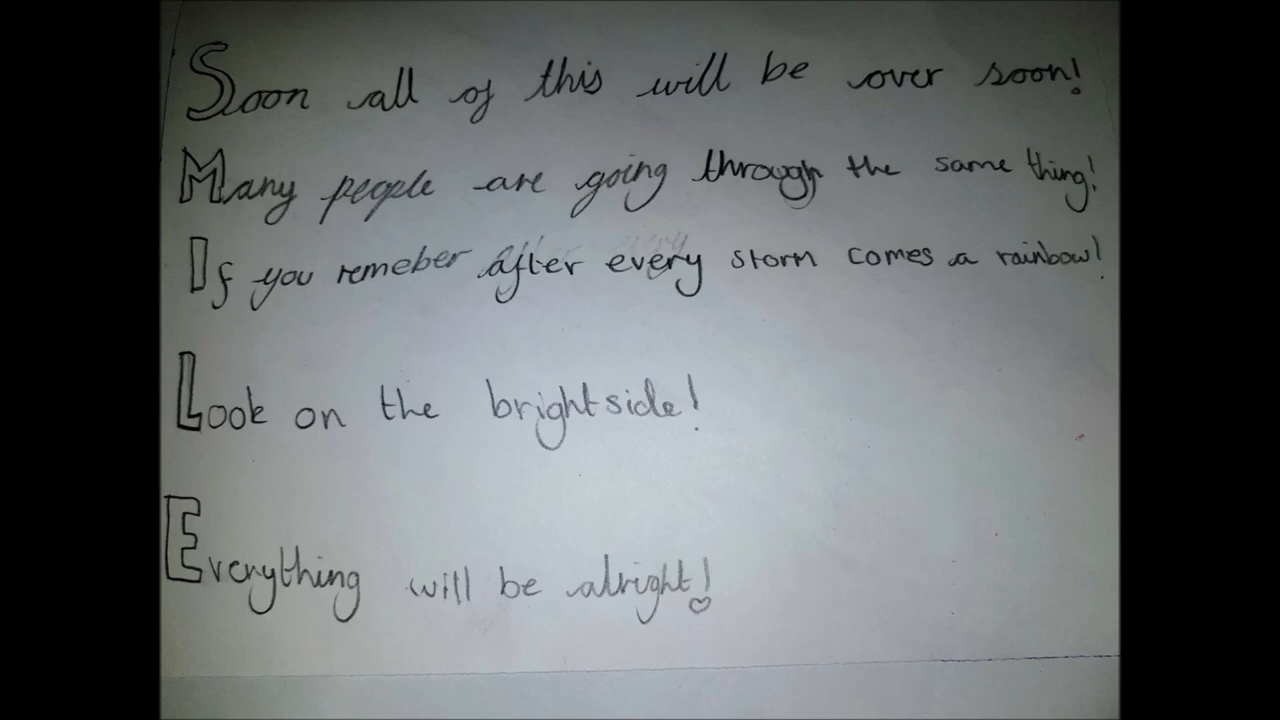 Soon all of this will be over soon!
Many people are going through the same thing!
If you remeber after every storm comes a rainbow!
Look on the brightside!
Everything will be alright!